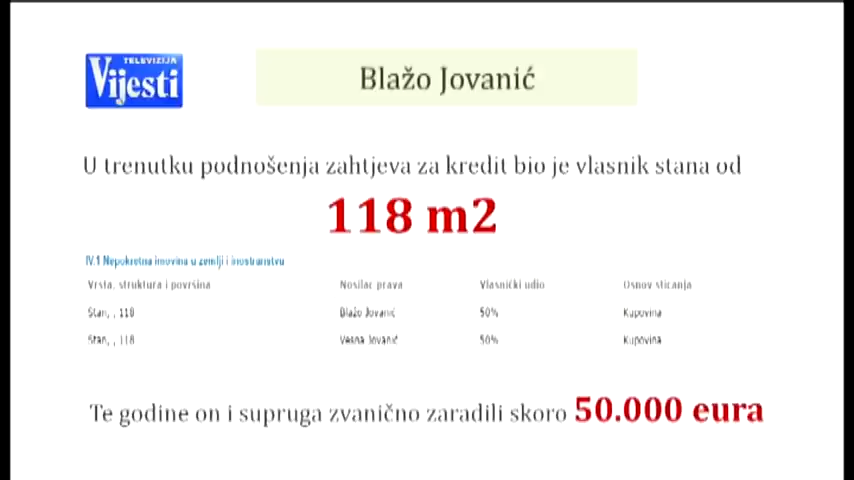 TELEVIZIJA
Vijesti
Blažo Jovanić
U trenutku podnošenja zahtjeva za kredit bio je vlasnik stana od
118 m2
IV.1 Nepokretna imovina u zemlji i inostranstvu
Vrsta, struktura i površina Nosilac prava Vlasnički udio Osnov sticanja
Stan, , 118 Blažo Jovanić 50% Kupovina
Stan, , 118 Vesna Jovanić 50% Kupovina
Te godine on i supruga zvanično zaradili skoro 50.000 eura